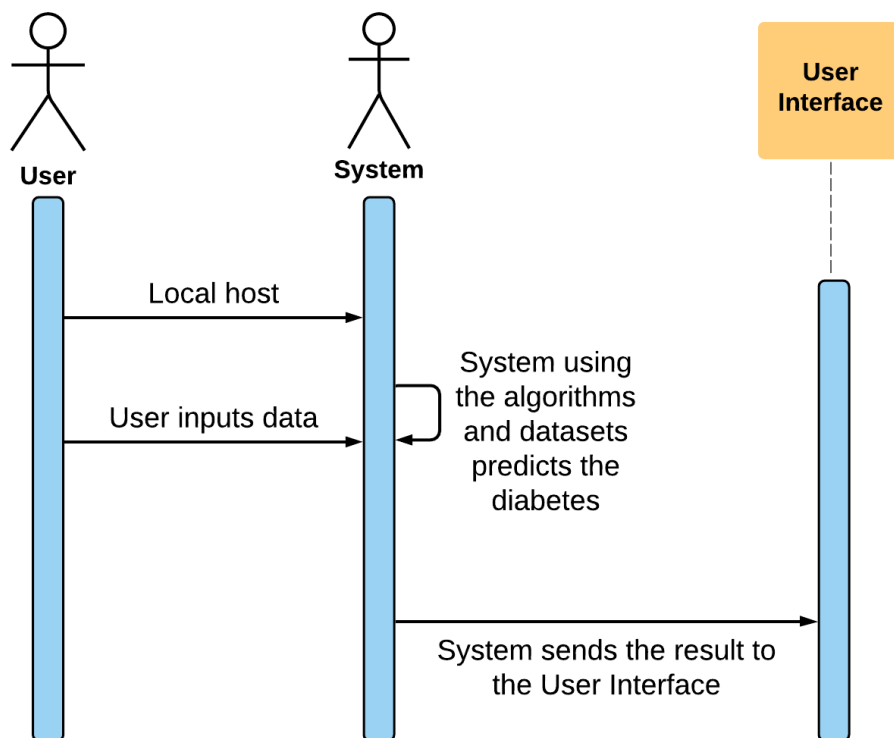 User
Interface
User
System
Local host
System using
the algorithms
and datasets
predicts the
diabetes
User inputs data
System sends the result to
the User Interface